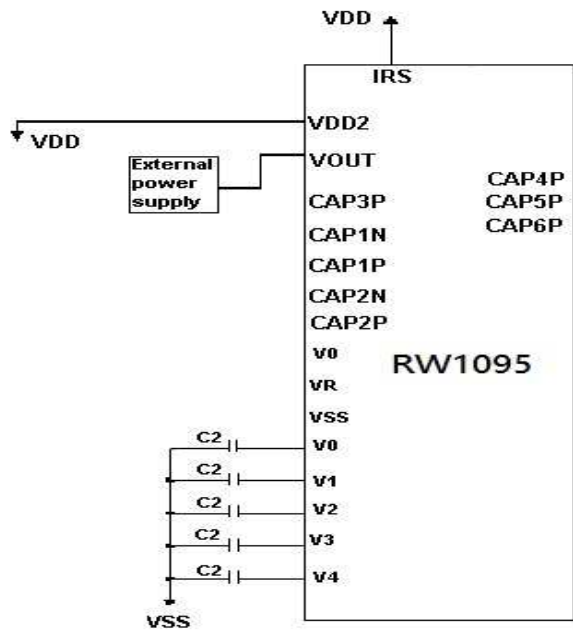 VDD
IRS
VDD2
VDD
VOUT
External
power
supply
CAP4P
CAP3P
CAP5P
CAP6P
CAP1N
CAP1P
CAP2N
CAP2P
V0
RW1095
VR
VSS
C2
V0
C2
V1
C2
V2
C2
V3
C2
V4
VSS